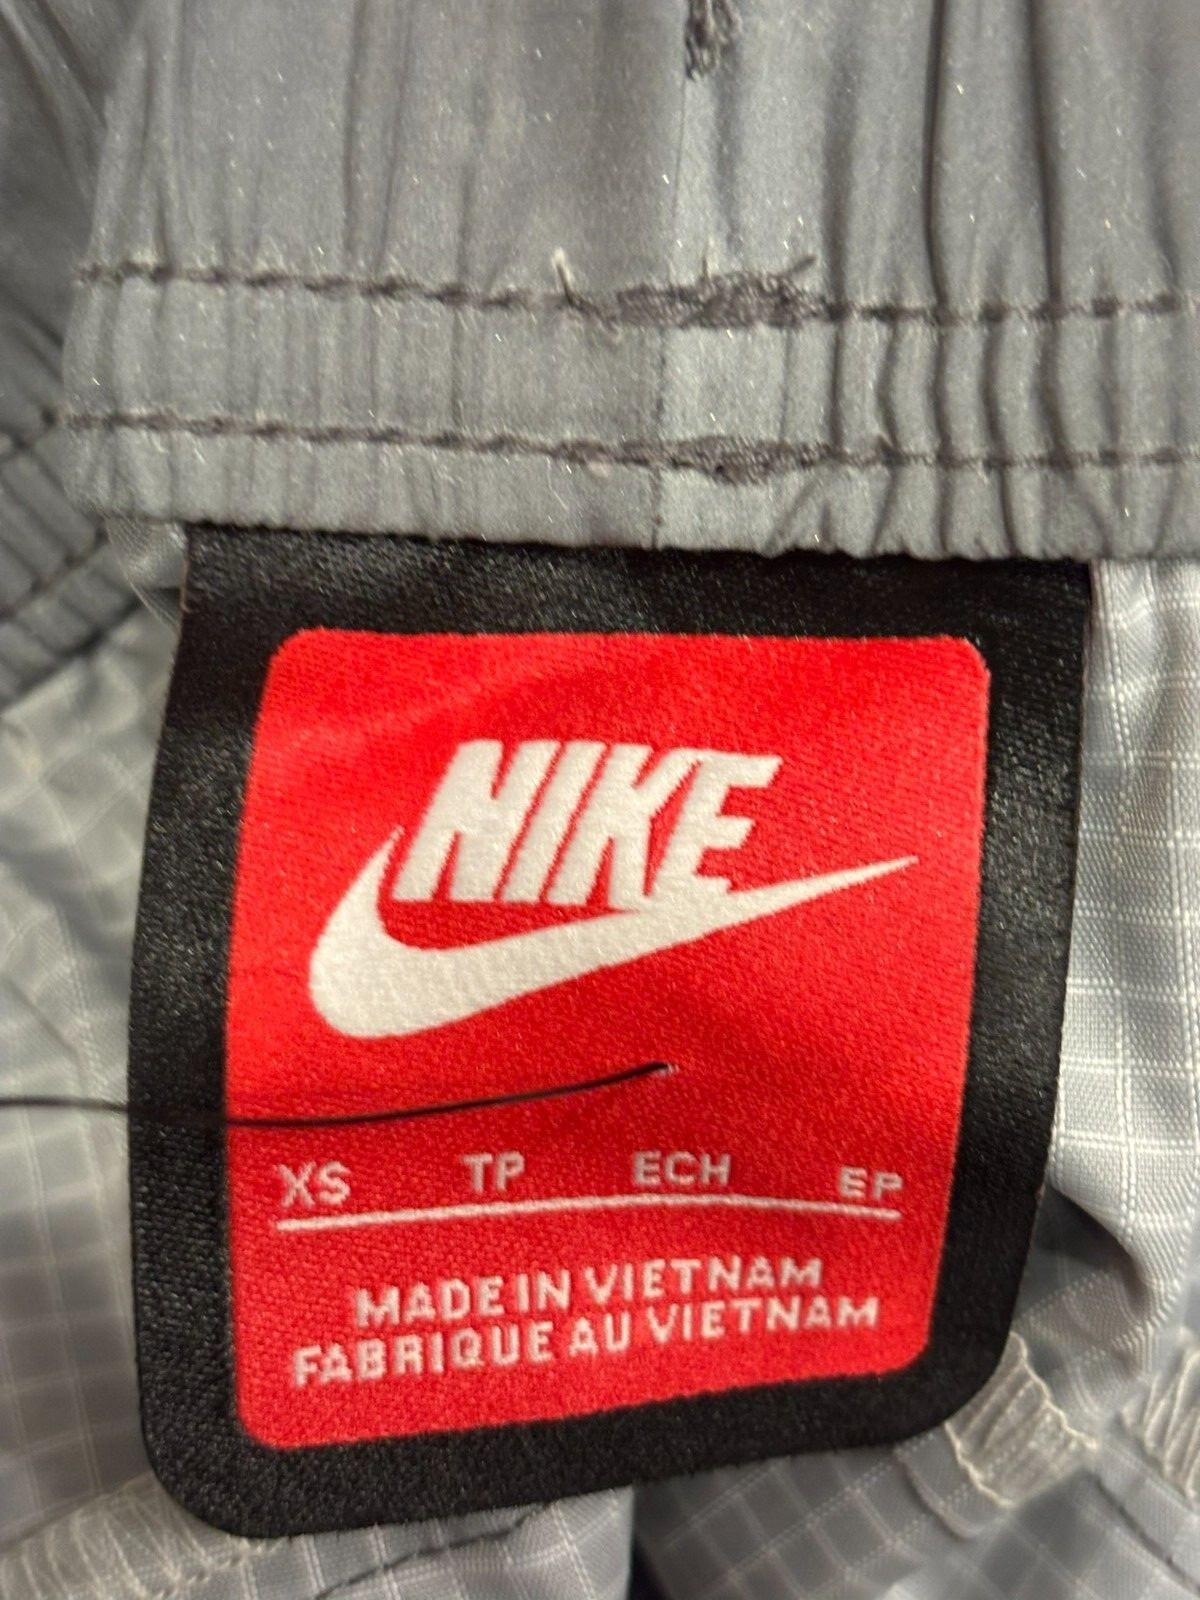 NIKE
XS TP ECH EP
MADE IN VIETNAM
FABRIQUE AU VIETNAM